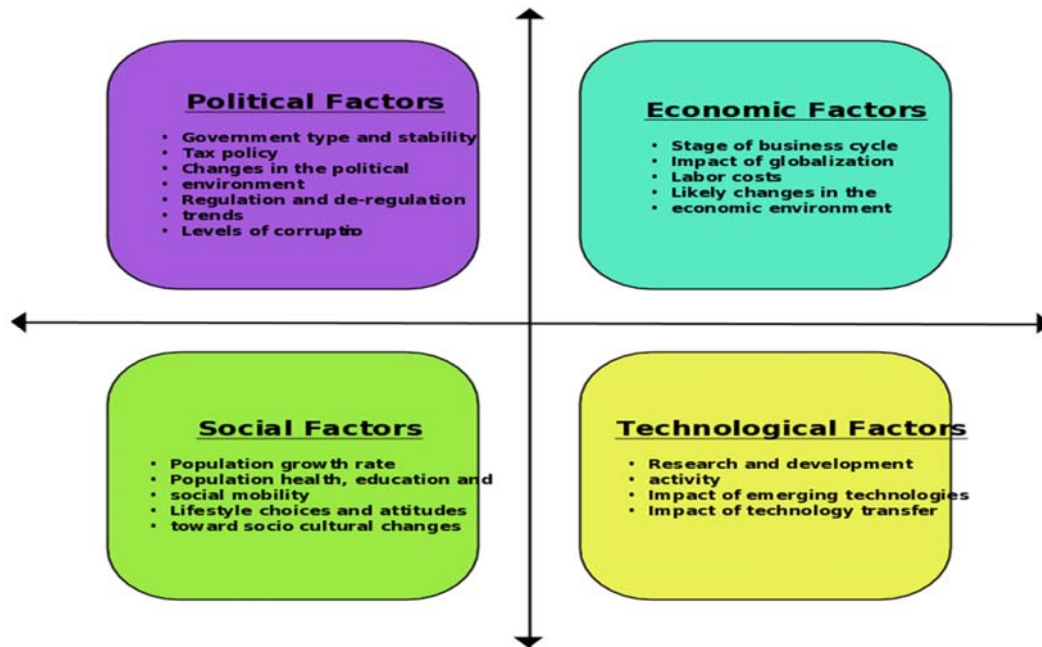 Political Factors
• Government type and stability
• Tax policy
• Changes in the political
• environment
• Regulation and de-regulation
• trends
• Levels of corruptio
Economic Factors
• Stage of business cycle
• Impact of globalization
• Labor costs
• Likely changes in the
• economic environment
Social Factors
• Population growth rate
• Population health, education and
• social mobility
• Lifestyle choices and attitudes
• toward socio cultural changes
Technological Factors
• Research and development
• activity
• Impact of emerging technologies
• Impact of technology transfer